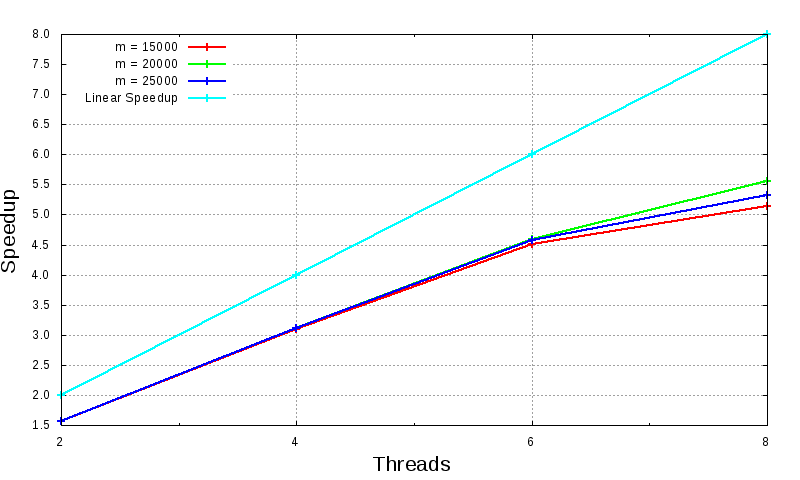 8.0
7.5
7.0
6.5
6.0
5.5
5.0
4.5
4.0
3.5
3.0
2.5
2.0
1.5
m = 15000
m = 20000
m = 25000
Linear Speedup
Speedup
2 4 6 8
Threads